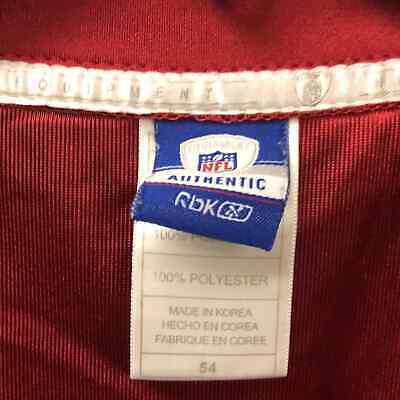 EQUIPMENT
NFL
AUTHENTIC
RbK
100% POLYESTER
MADE IN KOREA
HECHO EN COREA
FABRIQUE EN COREE
54